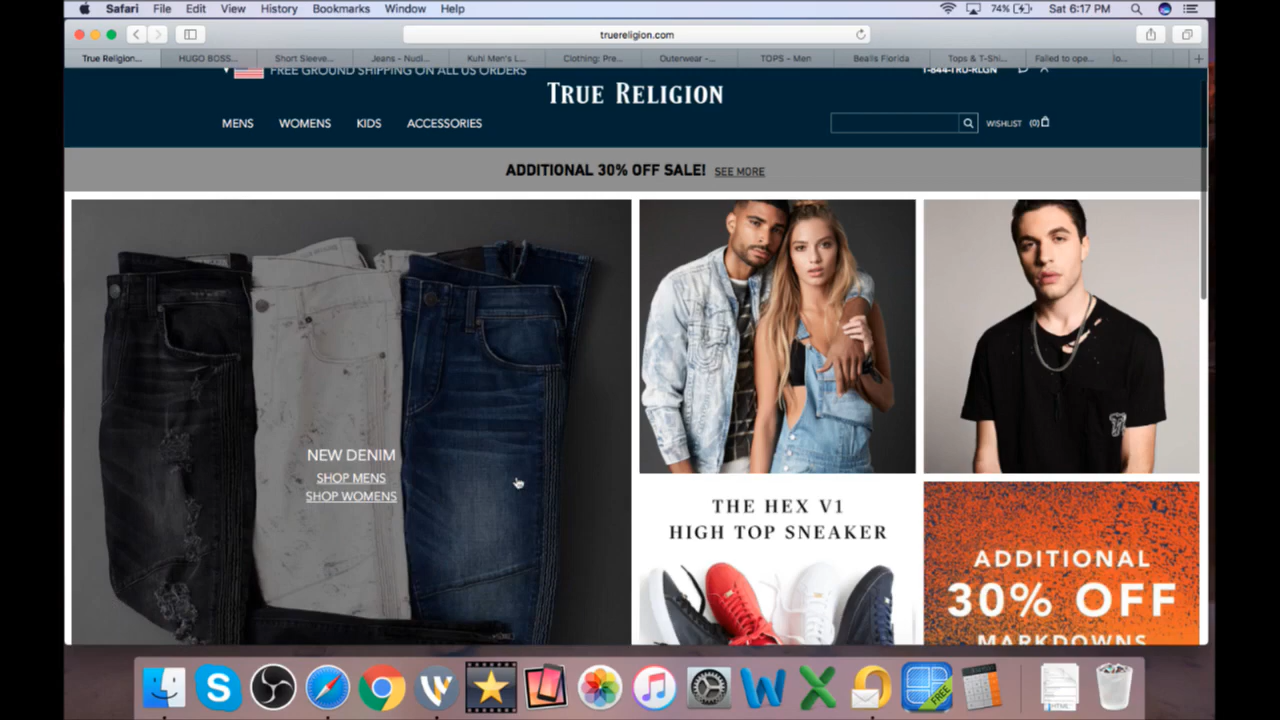 Safari File Edit View History Bookmarks Window Help 74% Sat 6:17 PM
truereligion.com
True Religion... HUGO BOSS... Short Sleeve... Jeans - Nudi... Kuhl Men's L... Clothing: Pre... Outerwear -... TOPS - Men Bealls Florida Tops & T-Shi... Failed to ope...
FREE GROUND SHIPPING ON ALL US ORDERS 1-844-TRU-RLGN
TRUE RELIGION
MENS WOMENS KIDS ACCESSORIES WISHLIST (0)
ADDITIONAL 30% OFF SALE! SEE MORE
NEW DENIM
SHOP MENS
SHOP WOMENS
THE HEX V1
HIGH TOP SNEAKER
ADDITIONAL
30% OFF
MARKDOWNS
FREE